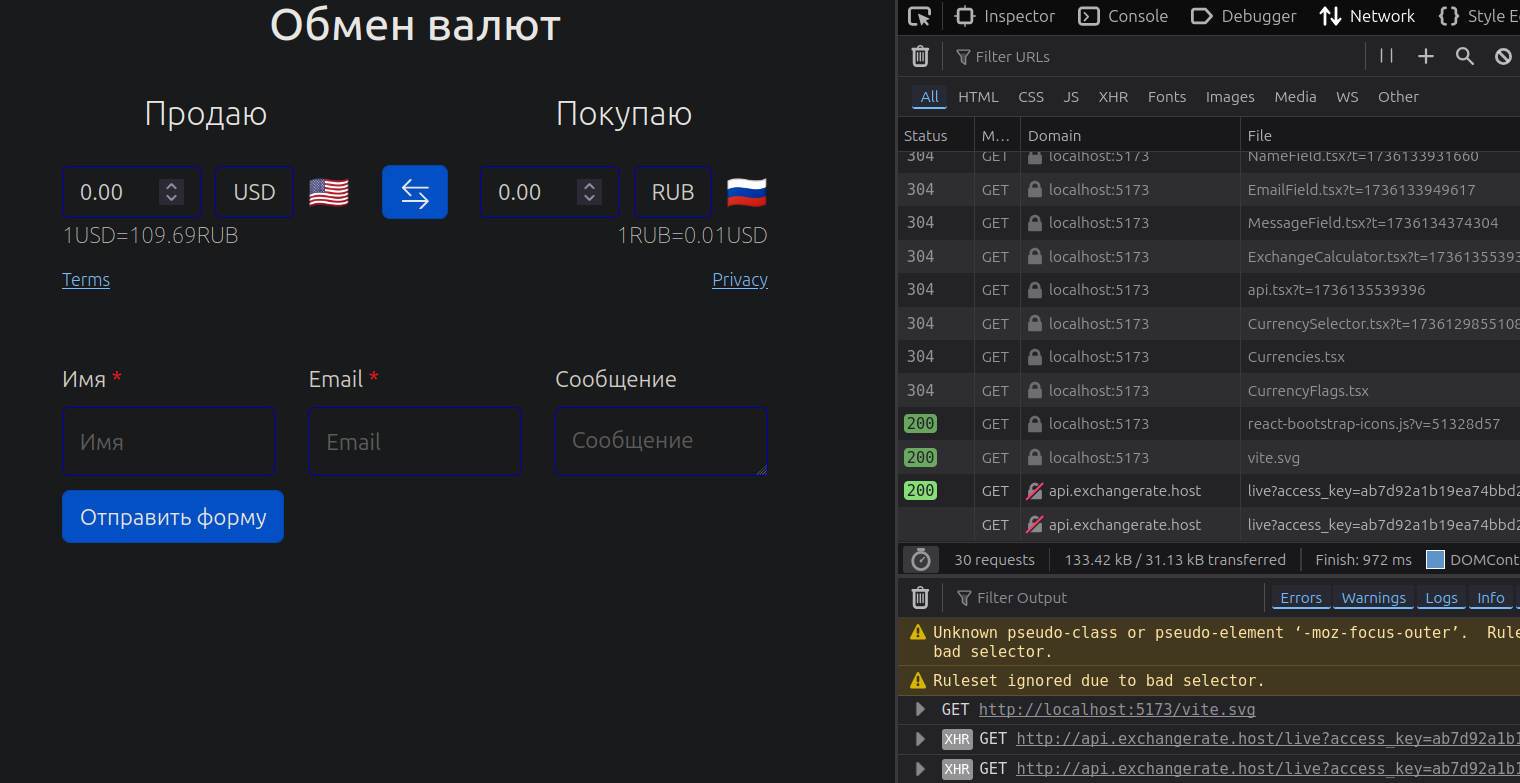 Обмен валют
Продаю
Покупаю
0.00
USD
0.00
RUB
1USD=109.69RUB
1RUB=0.01USD
Terms
Privacy
Имя *
Email *
Сообщение
Имя
Email
Сообщение
Отправить форму
Inspector Console Debugger Network Style E
Filter URLs
All HTML CSS JS XHR Fonts Images Media WS Other
Status M... Domain File
304 GET localhost:5173 NameField.tsx?t=1736133931660
304 GET localhost:5173 EmailField.tsx?t=1736133949617
304 GET localhost:5173 MessageField.tsx?t=1736134374304
304 GET localhost:5173 ExchangeCalculator.tsx?t=1736135539
304 GET localhost:5173 api.tsx?t=1736135539396
304 GET localhost:5173 CurrencySelector.tsx?t=1736129855108
304 GET localhost:5173 Currencies.tsx
304 GET localhost:5173 CurrencyFlags.tsx
200 GET localhost:5173 react-bootstrap-icons.js?v=51328d57
200 GET localhost:5173 vite.svg
200 GET api.exchangerate.host live?access_key=ab7d92a1b19ea74bbd2
GET api.exchangerate.host live?access_key=ab7d92a1b19ea74bbd2
30 requests 133.42 kB / 31.13 kB transferred Finish: 972 ms DOMCont
Filter Output
Errors Warnings Logs Info
Unknown pseudo-class or pseudo-element ‘-moz-focus-outer’. Rule
bad selector.
Ruleset ignored due to bad selector.
GET http://localhost:5173/vite.svg
XHR GET http://api.exchangerate.host/live?access_key=ab7d92a1b1
XHR GET http://api.exchangerate.host/live?access_key=ab7d92a1b1